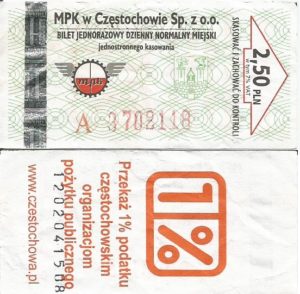 MPK w Częstochowie Sp. z o.o.
BILET JEDNORAZOWY DZIENNY NORMALNY MIEJSKI
jednostronnego kasowania
MPK
A 3702118
SKASOWAĆ I ZACHOWAĆ DO KONTROLI
2,50 PLN
w tym 7% VAT
Przekaż 1% podatku
częstochowskim
organizacjom
pożytku publicznego
www.czestochowa.pl
1%